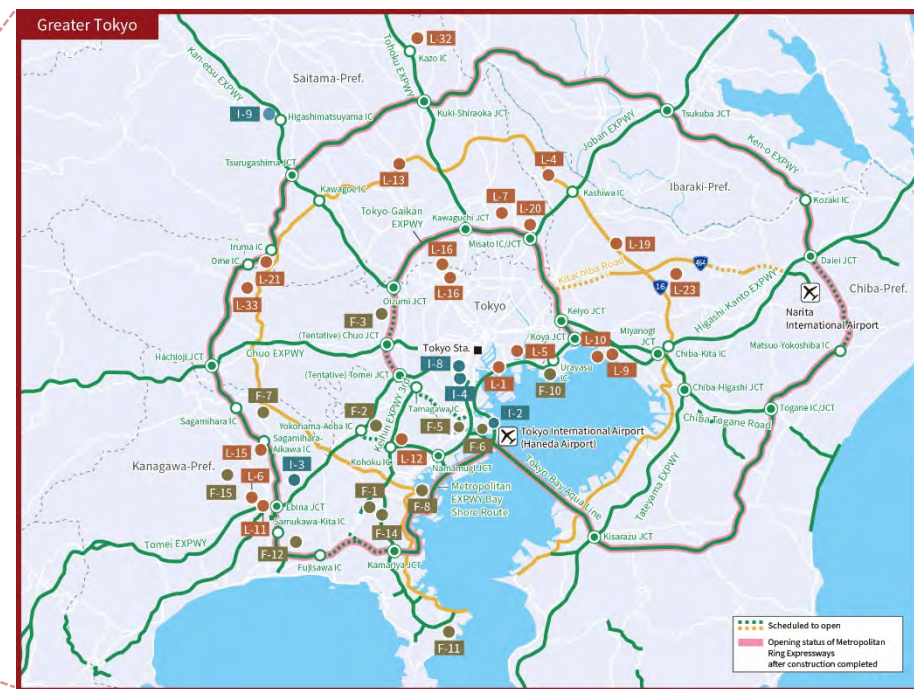 Greater Tokyo
L-32
Kazo IC
Tohoku EXPWY
Kan-etsu EXPWY
Saitama-Pref.
I-9
Higashimatsuyama IC
Kuki-Shiraoka JCT
Tsukuba JCT
Joban EXPWY
Ken-o EXPWY
Tsurugashima JCT
L-13
L-4
Kawagoe IC
Kashiwa IC
Ibaraki-Pref.
Kozaki IC
L-7
L-20
Tokyo-Gaikan
EXPWY
Kawaguchi JCT
Misato IC/JCT
L-19
Iruma IC
Ome IC
L-21
L-33
L-16
L-16
Kitachiba Road
464
16
L-23
Daiei JCT
Higashi-Kanto EXPWY
Chiba-Pref.
Narita
International Airport
Oizumi JCT
Tokyo
F-3
Keiyo JCT
Miyanogi
JCT
Matsuo-Yokoshiba IC
(Tentative) Chuo JCT
Tokyo Sta.
Koya JCT
L-10
L-5
Hachioji JCT
Chuo EXPWY
I-8
L-1
Urayasu
IC
L-9
Chiba-Kita IC
(Tentative) Tomei JCT
I-4
F-10
Chiba-Higashi JCT
F-7
Keihin EXPWY 3rd
Tamagawa IC
I-2
Togane IC/JCT
Sagamihara IC
F-2
Yokohama-Aoba IC
F-5
Chiba Togane Road
Sagamihara-
Aikawa IC
Tokyo International Airport
(Haneda Airport)
F-6
Kohoku IC
L-12
Namamugi JCT
Kanagawa-Pref.
L-15
L-6
I-3
F-15
F-1
F-8
Metropolitan
EXPWY Bay
Shore Route
Tokyo Bay Aqua Line
Tateyama EXPWY
Ebina JCT
L-11
Samukawa-Kita IC
F-14
Tomei EXPWY
F-12
Fujisawa IC
Kamariya JCT
Kisarazu JCT
F-11
Scheduled to open
Opening status of Metropolitan
Ring Expressways
after construction completed